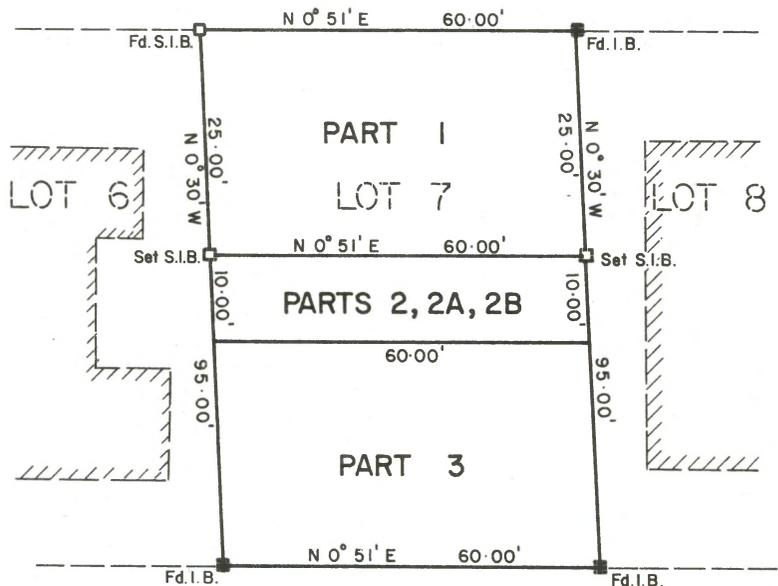 N 0° 51' E 60·00'
Fd. S.I.B.
Fd. I.B.
25·00'
N 0° 30' W
PART 1
25·00'
N 0° 30' W
LOT 6
LOT 7
LOT 8
N 0° 51' E 60·00'
Set S.I.B.
Set S.I.B.
10·00'
PARTS 2, 2A, 2B
10·00'
60·00'
95·00'
95·00'
PART 3
N 0° 51' E 60·00'
Fd. I.B.
Fd. I.B.